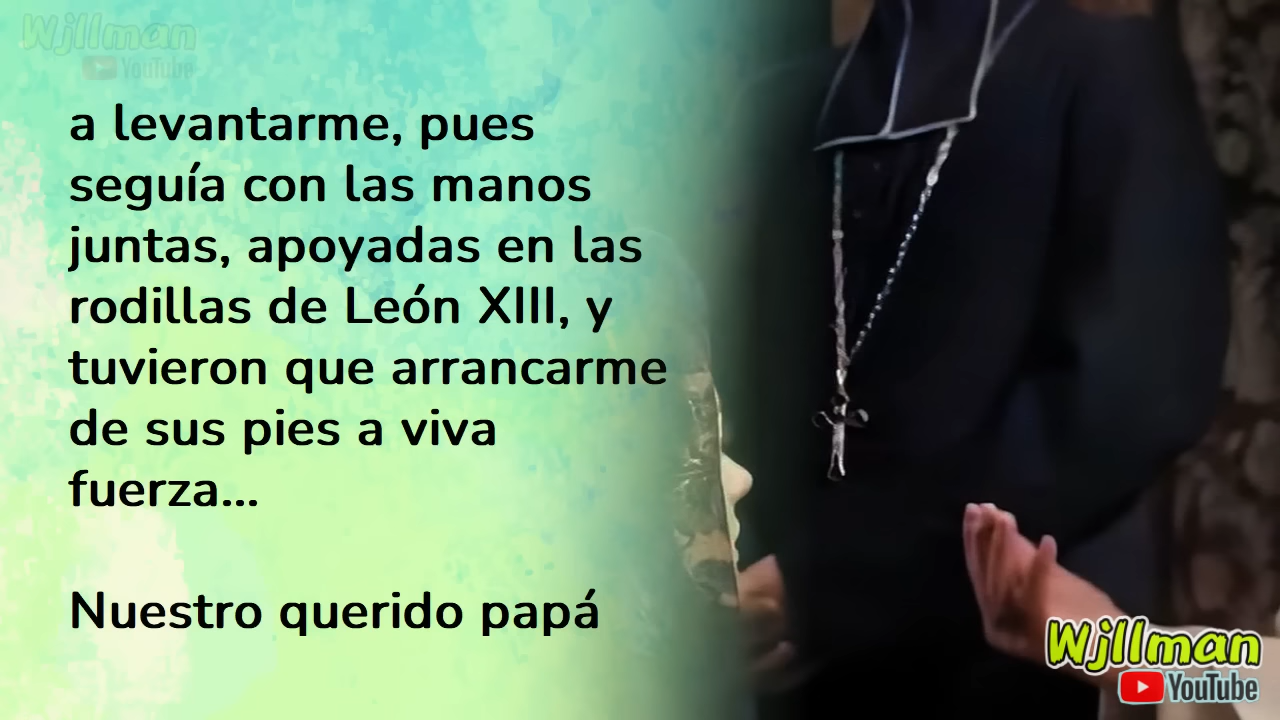 Wjllman
YouTube
a levantarme, pues
seguía con las manos
juntas, apoyadas en las
rodillas de León XIII, y
tuvieron que arrancarme
de sus pies a viva
fuerza...
Nuestro querido papá
Wjllman
YouTube